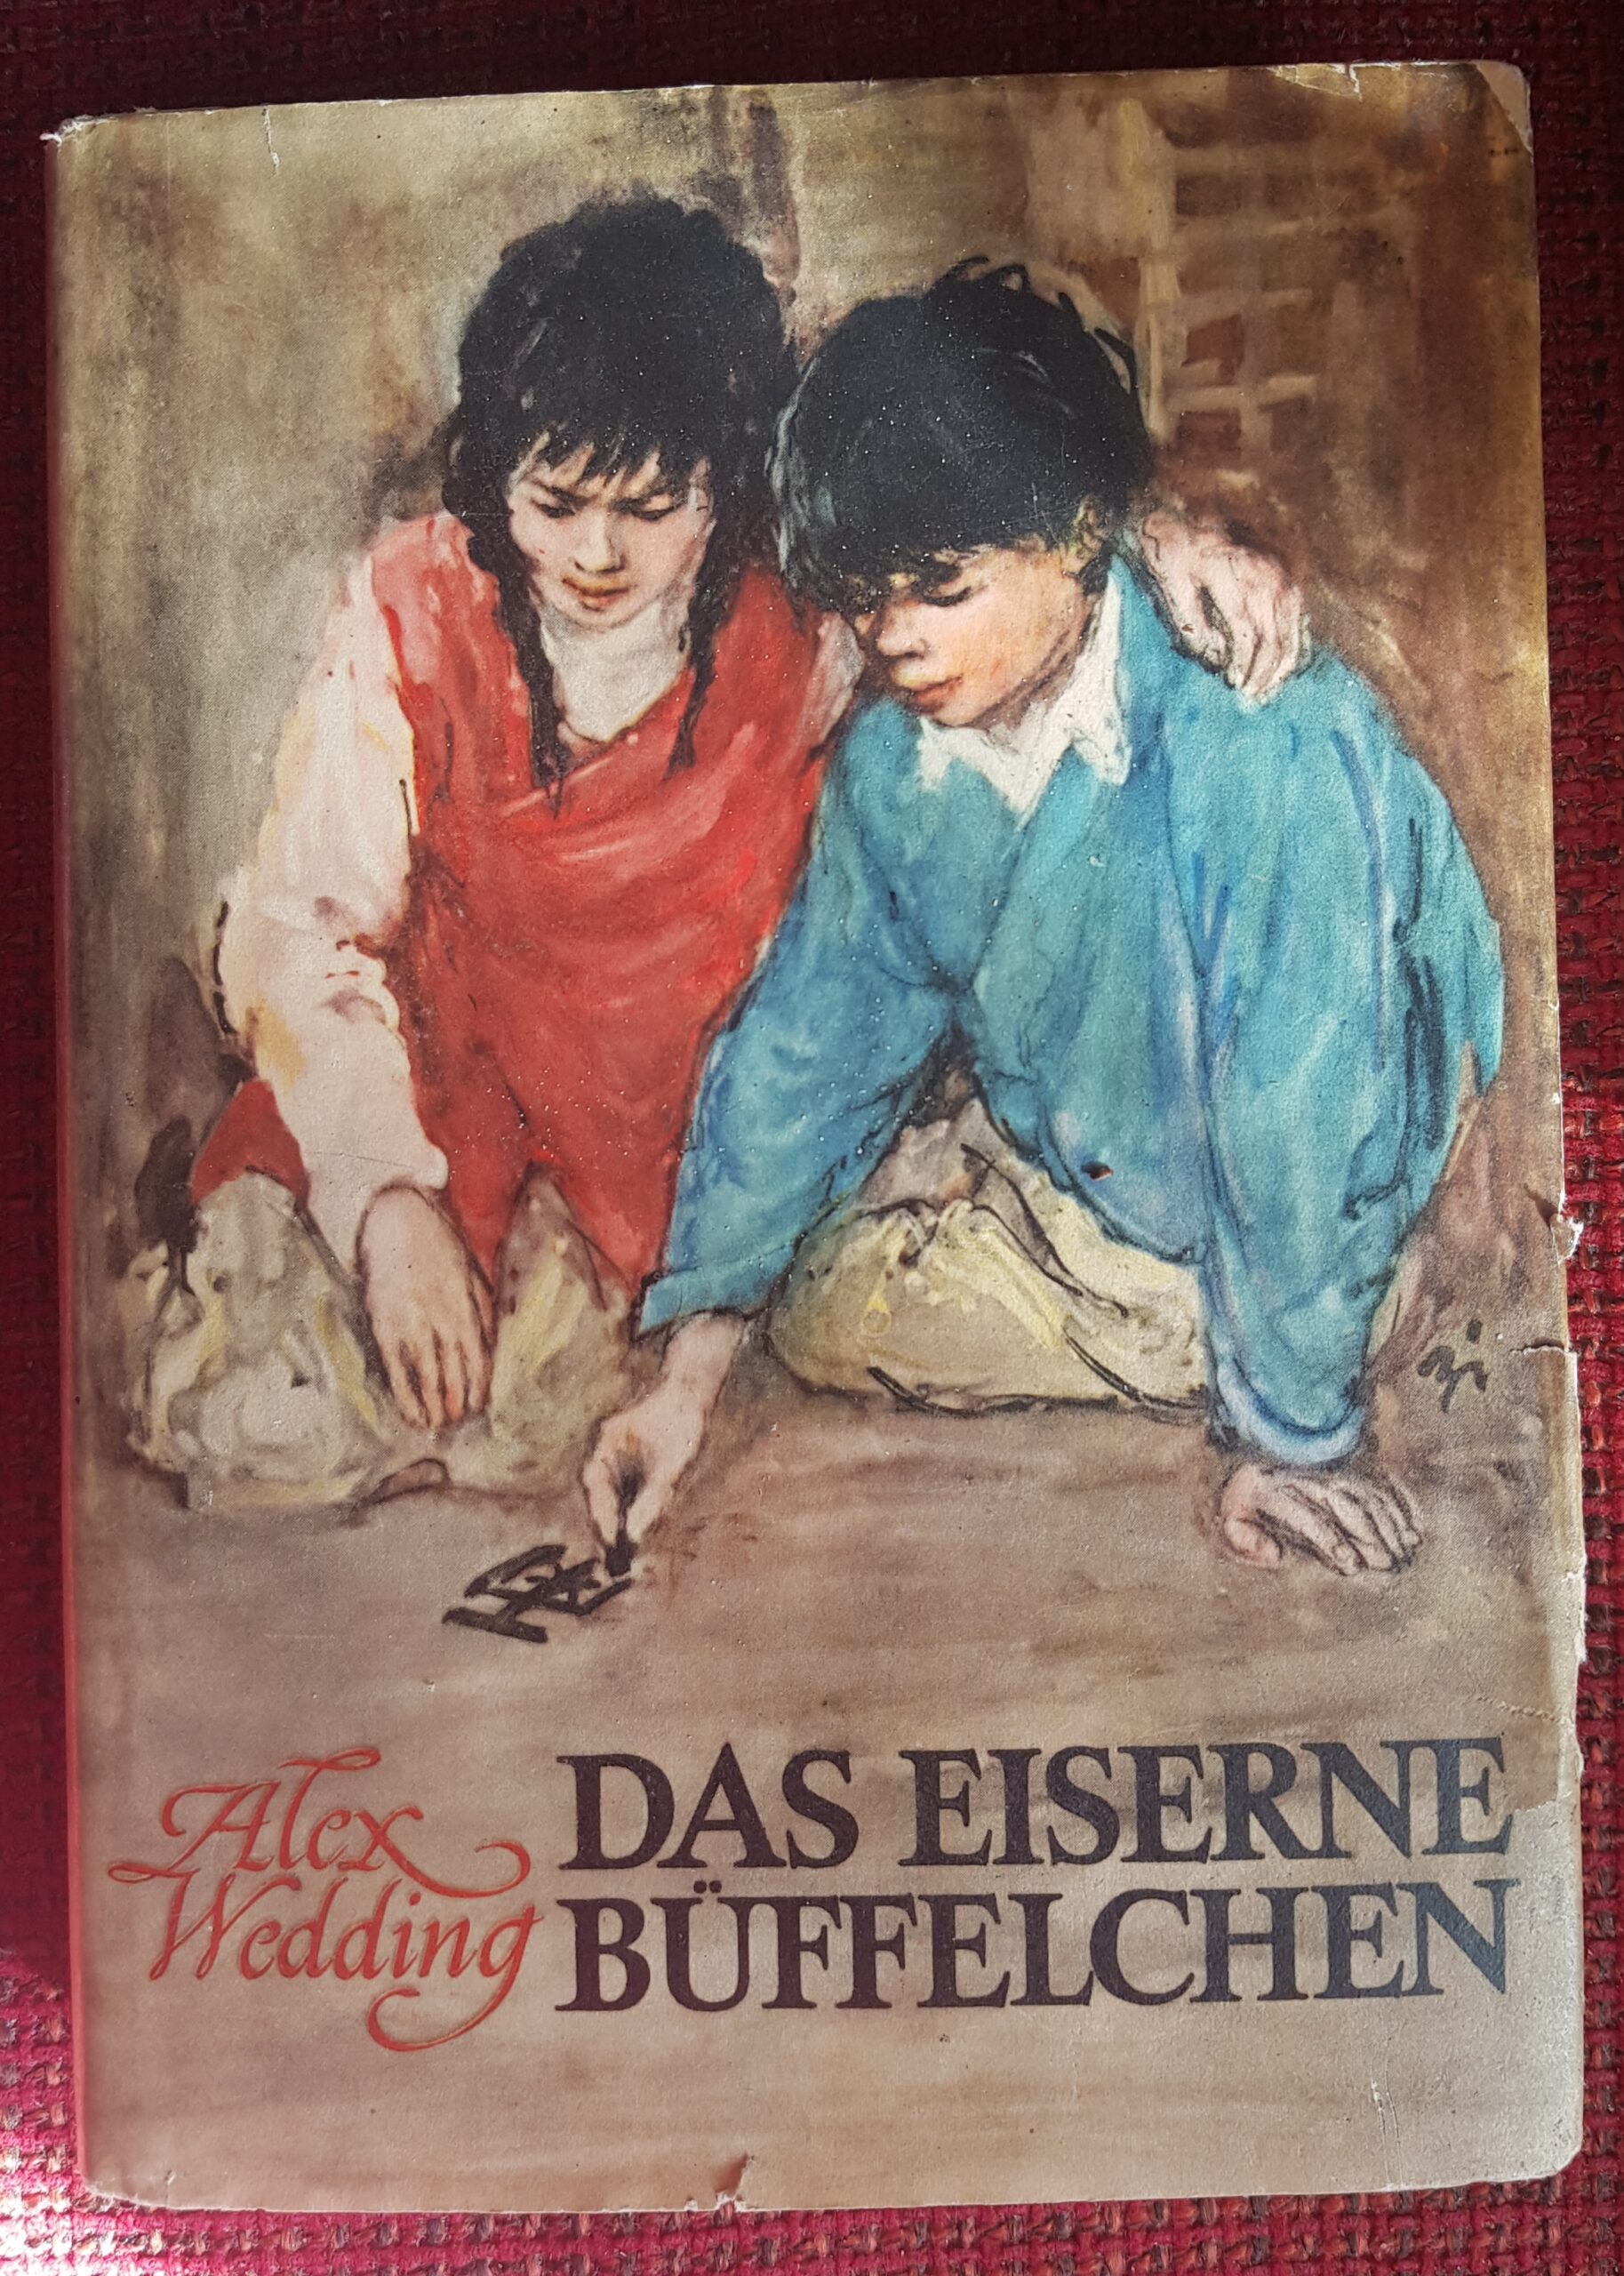 Alex
Wedding
DAS EISERNE
BÜFFELCHEN